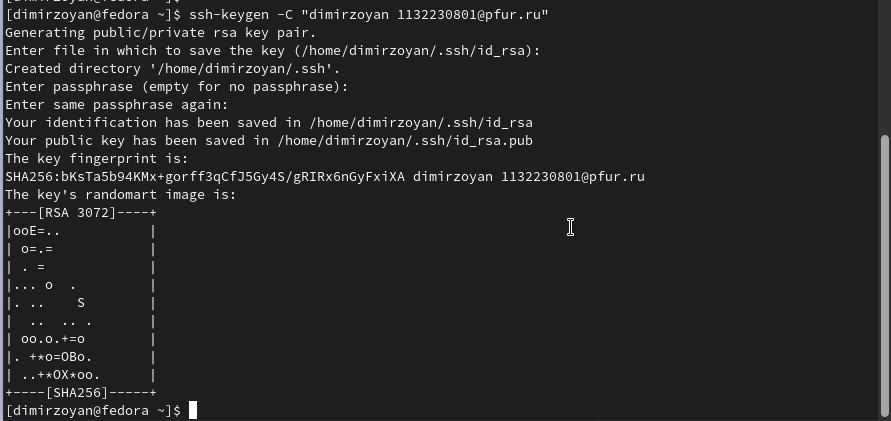 [dimirzoyan@fedora ~]$ ssh-keygen -C "dimirzoyan 1132230801@pfur.ru"
Generating public/private rsa key pair.
Enter file in which to save the key (/home/dimirzoyan/.ssh/id_rsa):
Created directory '/home/dimirzoyan/.ssh'.
Enter passphrase (empty for no passphrase):
Enter same passphrase again:
Your identification has been saved in /home/dimirzoyan/.ssh/id_rsa
Your public key has been saved in /home/dimirzoyan/.ssh/id_rsa.pub
The key fingerprint is:
SHA256:bKsTa5b94KMx+gorff3qCfJ5Gy4S/gRIRx6nGyFxiXA dimirzoyan 1132230801@pfur.ru
The key's randomart image is:
+---[RSA 3072]----+
|ooE=..           |
| o=.=            |
| . =             |
|... o  .         |
|. ..    S        |
|  ..  .. .       |
| oo.o.+=o        |
|. +*o=OBo.       |
| ..+*OX*oo.      |
+----[SHA256]-----+
[dimirzoyan@fedora ~]$